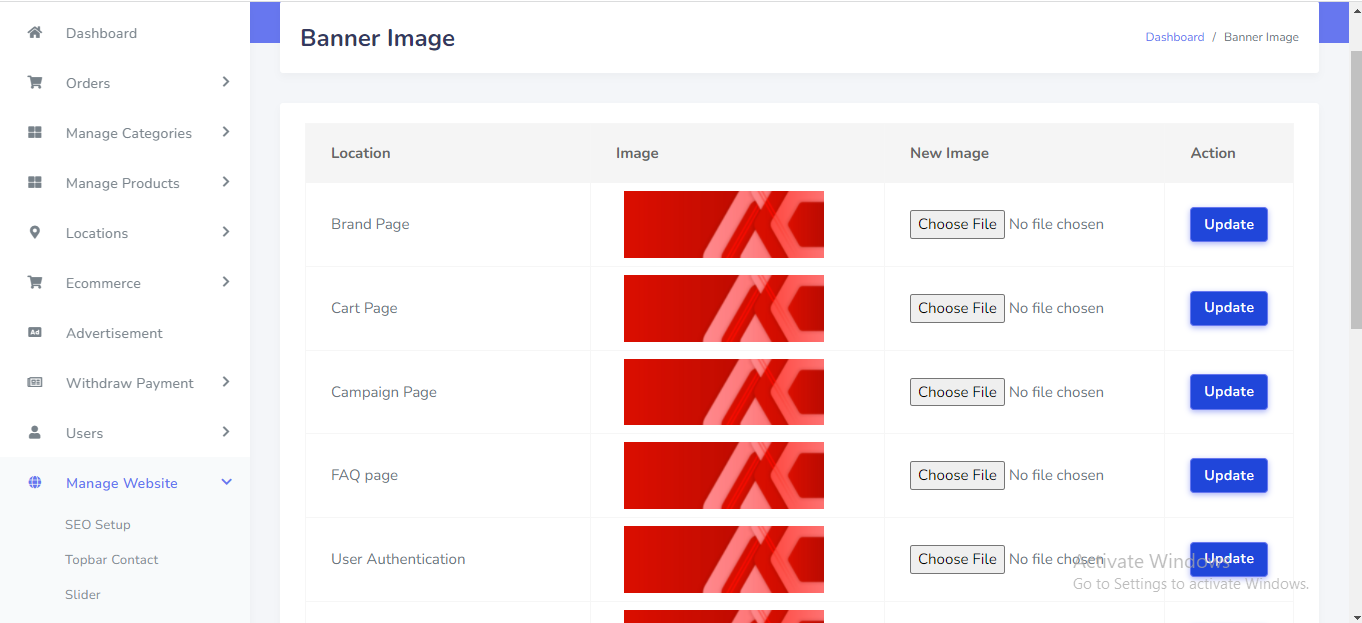 Dashboard
Orders
Manage Categories
Manage Products
Locations
Ecommerce
Ad Advertisement
Withdraw Payment
Users
Manage Website
SEO Setup
Topbar Contact
Slider
Banner Image
Dashboard / Banner Image
Location Image New Image Action
Brand Page Choose File No file chosen Update
Cart Page Choose File No file chosen Update
Campaign Page Choose File No file chosen Update
FAQ page Choose File No file chosen Update
User Authentication Choose File No file chosen Update
Activate Windows
Go to Settings to activate Windows.